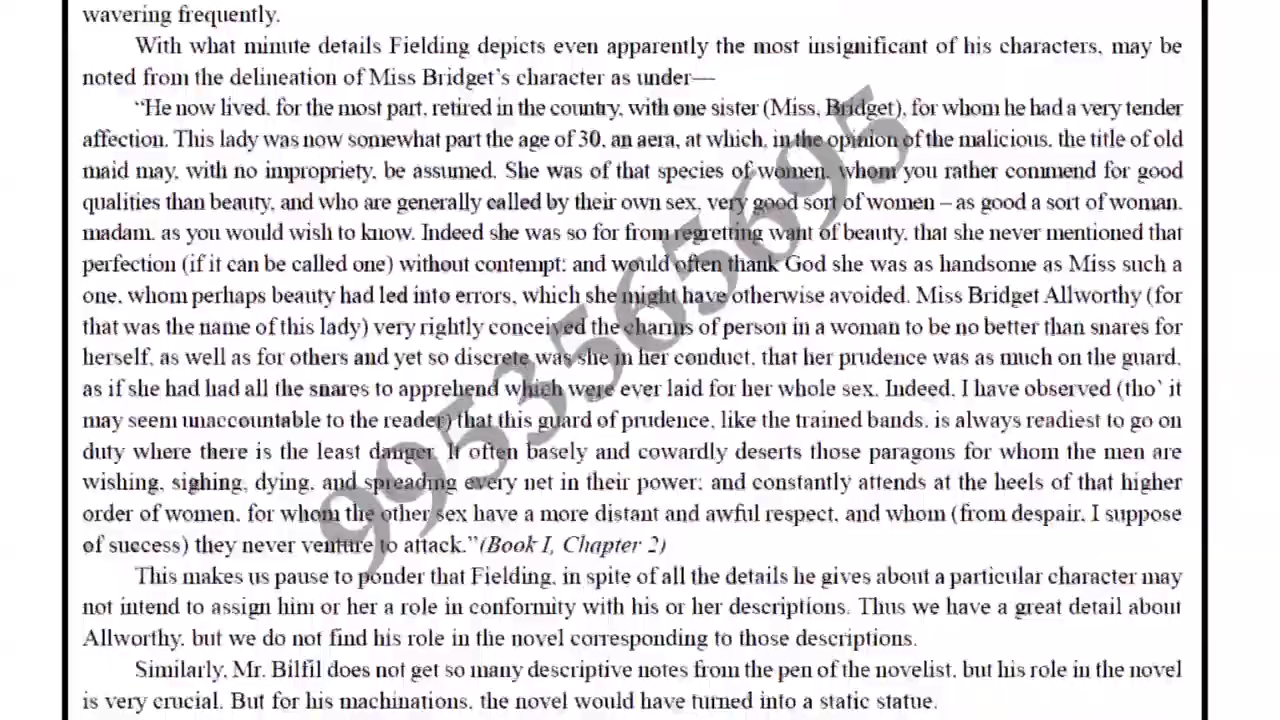 wavering frequently.
With what minute details Fielding depicts even apparently the most insignificant of his characters, may be
noted from the delineation of Miss Bridget's character as under—
"He now lived, for the most part, retired in the country, with one sister (Miss, Bridget), for whom he had a very tender
affection. This lady was now somewhat part the age of 30, an aera, at which, in the opinion of the malicious, the title of old
maid may, with no impropriety, be assumed. She was of that species of women, whom you rather commend for good
qualities than beauty, and who are generally called by their own sex, very good sort of women – as good a sort of woman,
madam, as you would wish to know. Indeed she was so for from regretting want of beauty, that she never mentioned that
perfection (if it can be called one) without contempt; and would often thank God she was as handsome as Miss such a
one, whom perhaps beauty had led into errors, which she might have otherwise avoided. Miss Bridget Allworthy (for
that was the name of this lady) very rightly conceived the charms of person in a woman to be no better than snares for
herself, as well as for others and yet so discrete was she in her conduct, that her prudence was as much on the guard,
as if she had had all the snares to apprehend which were ever laid for her whole sex. Indeed, I have observed (tho' it
may seem unaccountable to the reader) that this guard of prudence, like the trained bands, is always readiest to go on
duty where there is the least danger. It often basely and cowardly deserts those paragons for whom the men are
wishing, sighing, dying, and spreading every net in their power; and constantly attends at the heels of that higher
order of women, for whom the other sex have a more distant and awful respect, and whom (from despair, I suppose
of success) they never venture to attack."(Book I, Chapter 2)
This makes us pause to ponder that Fielding, in spite of all the details he gives about a particular character may
not intend to assign him or her a role in conformity with his or her descriptions. Thus we have a great detail about
Allworthy, but we do not find his role in the novel corresponding to those descriptions.
Similarly, Mr. Bilfil does not get so many descriptive notes from the pen of the novelist, but his role in the novel
is very crucial. But for his machinations, the novel would have turned into a static statue.
9953565695